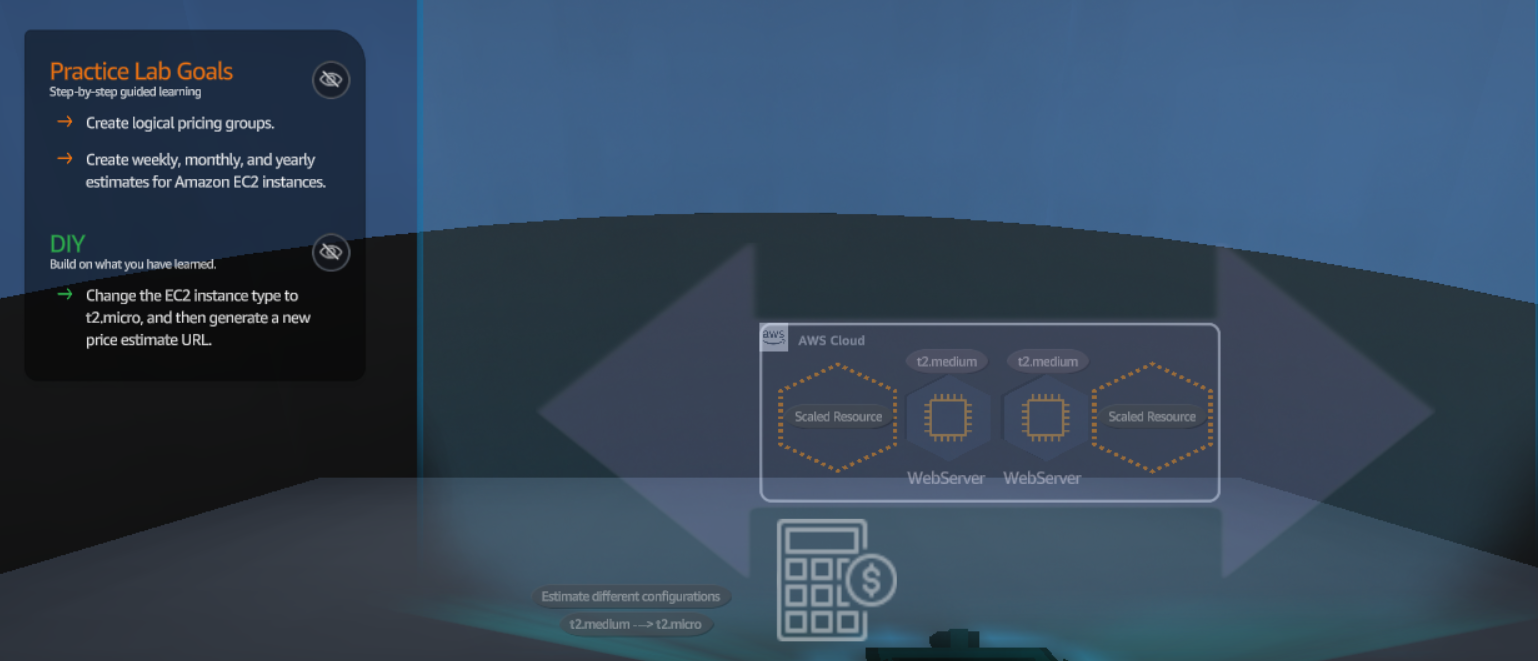 Practice Lab Goals
Step-by-step guided learning
→ Create logical pricing groups.
→ Create weekly, monthly, and yearly
estimates for Amazon EC2 instances.
DIY
Build on what you have learned.
→ Change the EC2 instance type to
t2.micro, and then generate a new
price estimate URL.
aws
AWS Cloud
t2.medium
t2.medium
Scaled Resource
Scaled Resource
WebServer
WebServer
$
Estimate different configurations
t2.medium ---> t2.micro